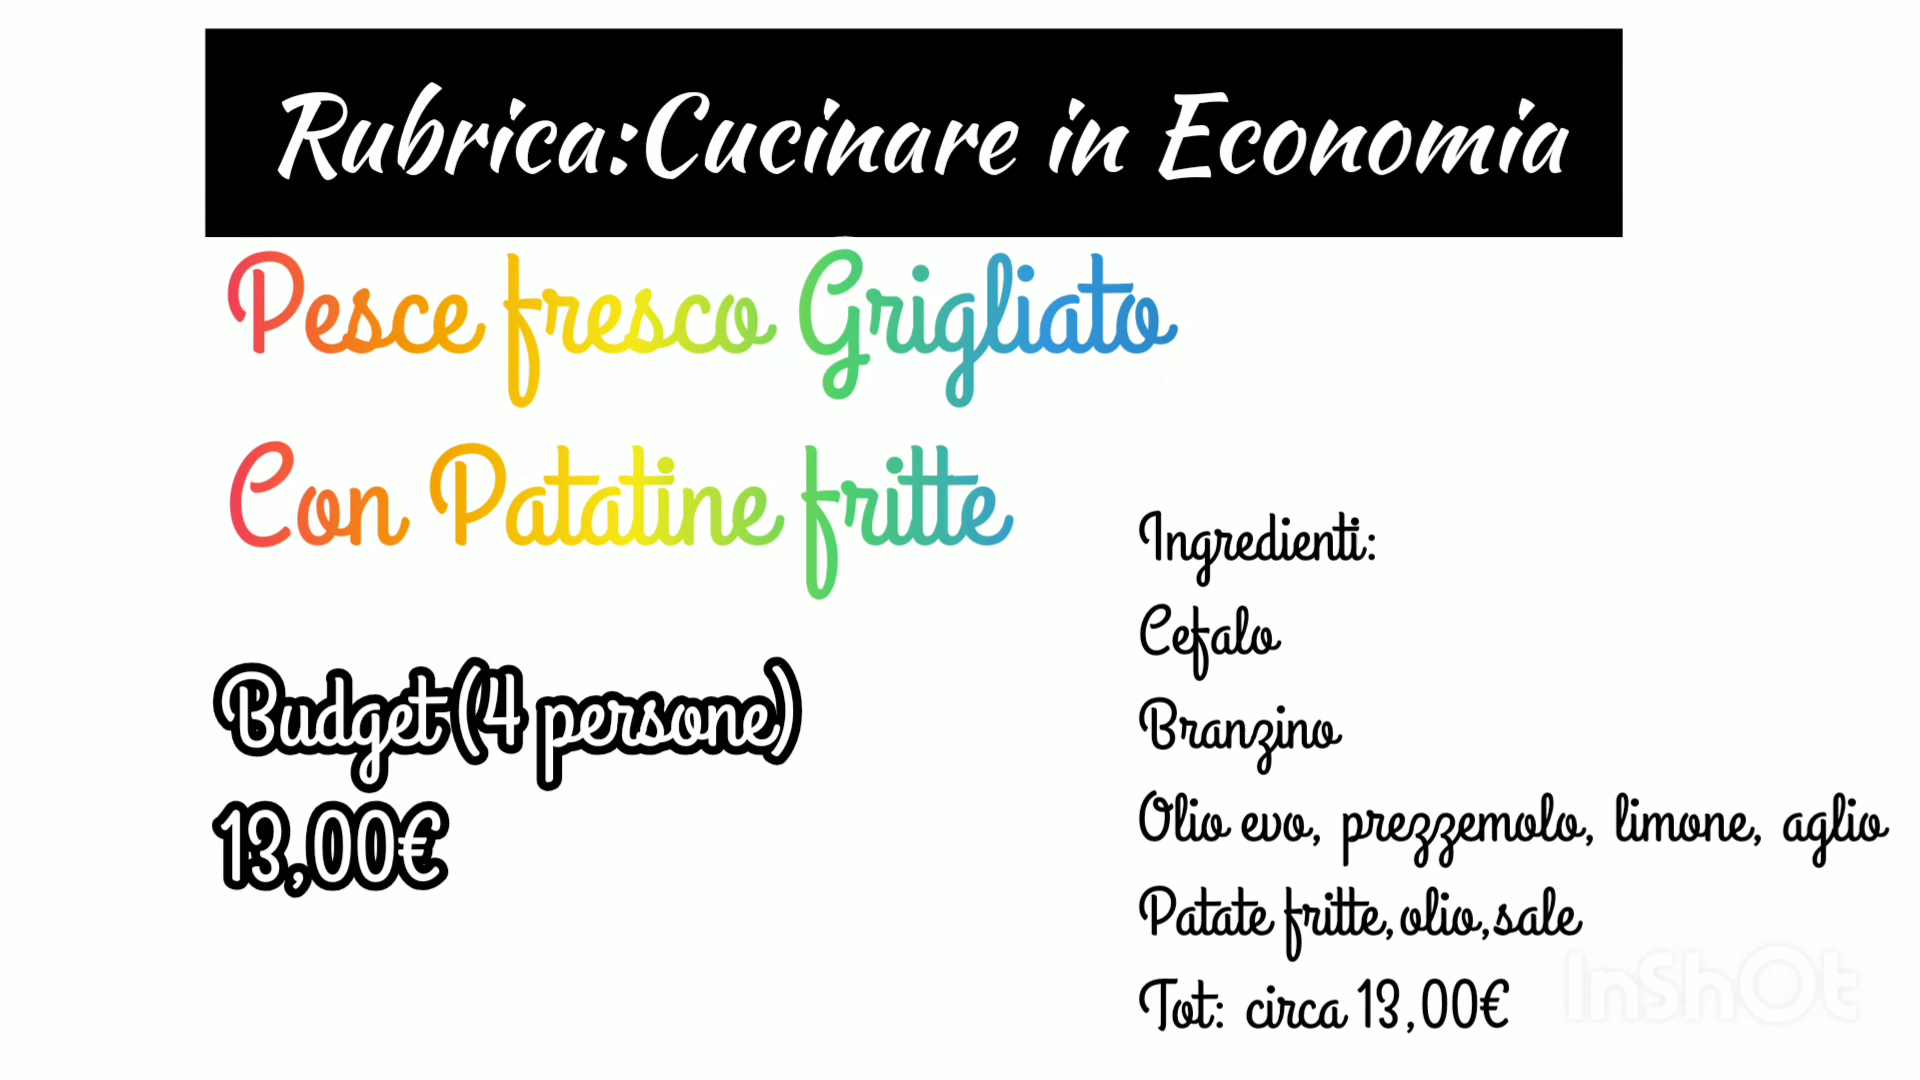 Rubrica:Cucinare in Economia
Pesce fresco Grigliato
Con Patatine fritte
Budget (4 persone)
13,00€
Ingredienti:
Cefalo
Branzino
Olio evo, prezzemolo, limone, aglio
Patate fritte, olio, sale
Tot: circa 13,00€
InShOt